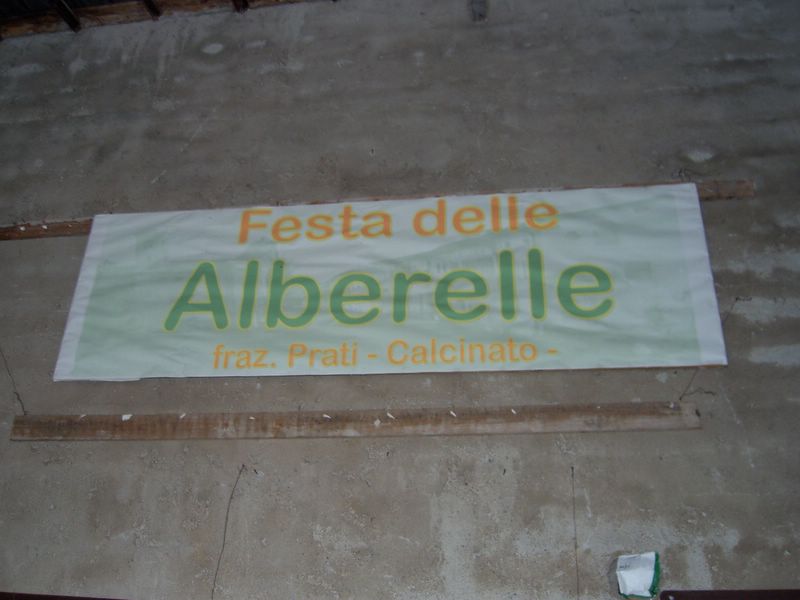 Festa delle
Alberelle
fraz. Prati - Calcinato -